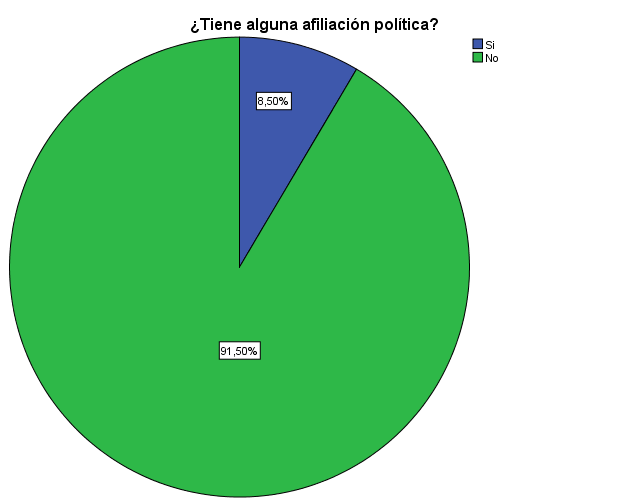 ¿Tiene alguna afiliación política?
Si
No
8,50%
91,50%